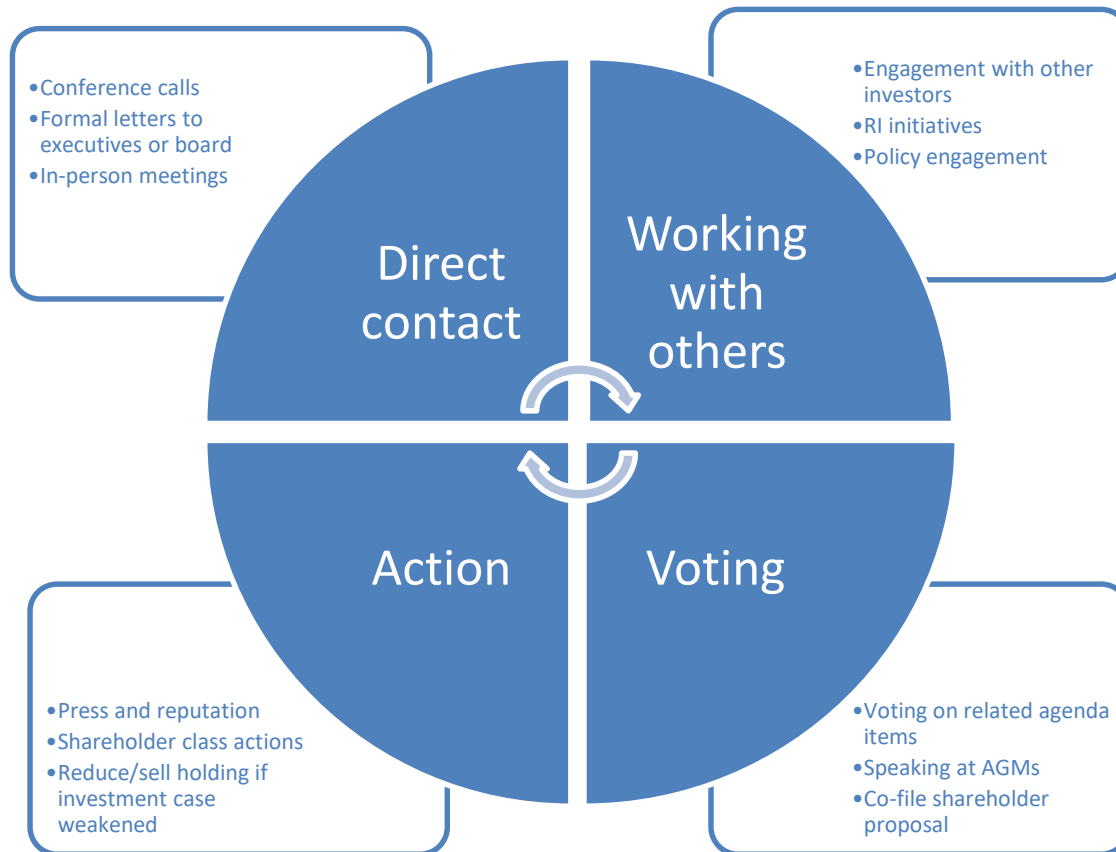 •Conference calls
•Formal letters to
executives or board
•In-person meetings
•Engagement with other
investors
•RI initiatives
•Policy engagement
Direct
contact
Working
with
others
Action
Voting
•Press and reputation
•Shareholder class actions
•Reduce/sell holding if
investment case
weakened
•Voting on related agenda
items
•Speaking at AGMs
•Co-file shareholder
proposal